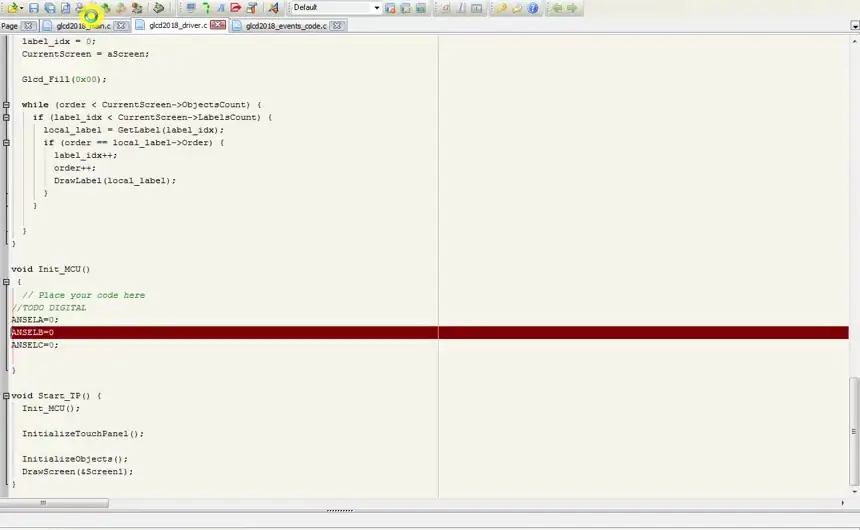 Default
Page glcd2018_main.c glcd2018_driver.c glcd2018_events_code.c
label_idx = 0;
CurrentScreen = aScreen;
Glcd_Fill(0x00);
while (order < CurrentScreen->ObjectsCount) {
if (label_idx < CurrentScreen->LabelsCount) {
local_label = GetLabel(label_idx);
if (order == local_label->Order) {
label_idx++;
order++;
DrawLabel(local_label);
}
}
}
}
void Init_MCU()
{
// Place your code here
//TODO DIGITAL
ANSELA=0;
ANSELB=0
ANSELC=0;
}
void Start_TP() {
Init_MCU();
InitializeTouchPanel();
InitializeObjects();
DrawScreen(&Screen1);
}